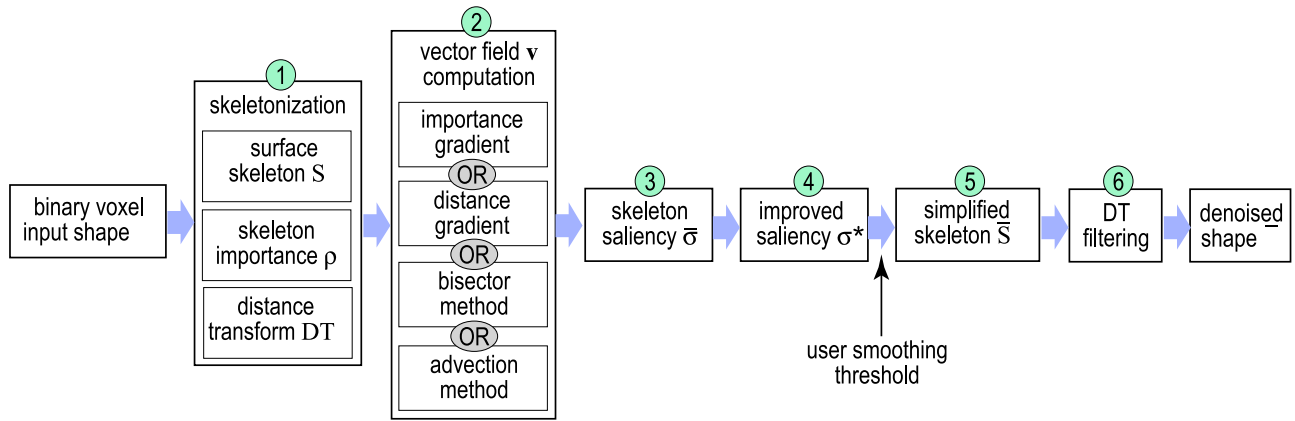 binary voxel
input shape
1
skeletonization
surface
skeleton S
skeleton
importance ρ
distance
transform DT
2
vector field v
computation
importance
gradient
OR
distance
gradient
OR
bisector
method
OR
advection
method
3
skeleton
saliency σ̅
4
improved
saliency σ*
user smoothing
threshold
5
simplified
skeleton S̅
6
DT
filtering
denoised
shape